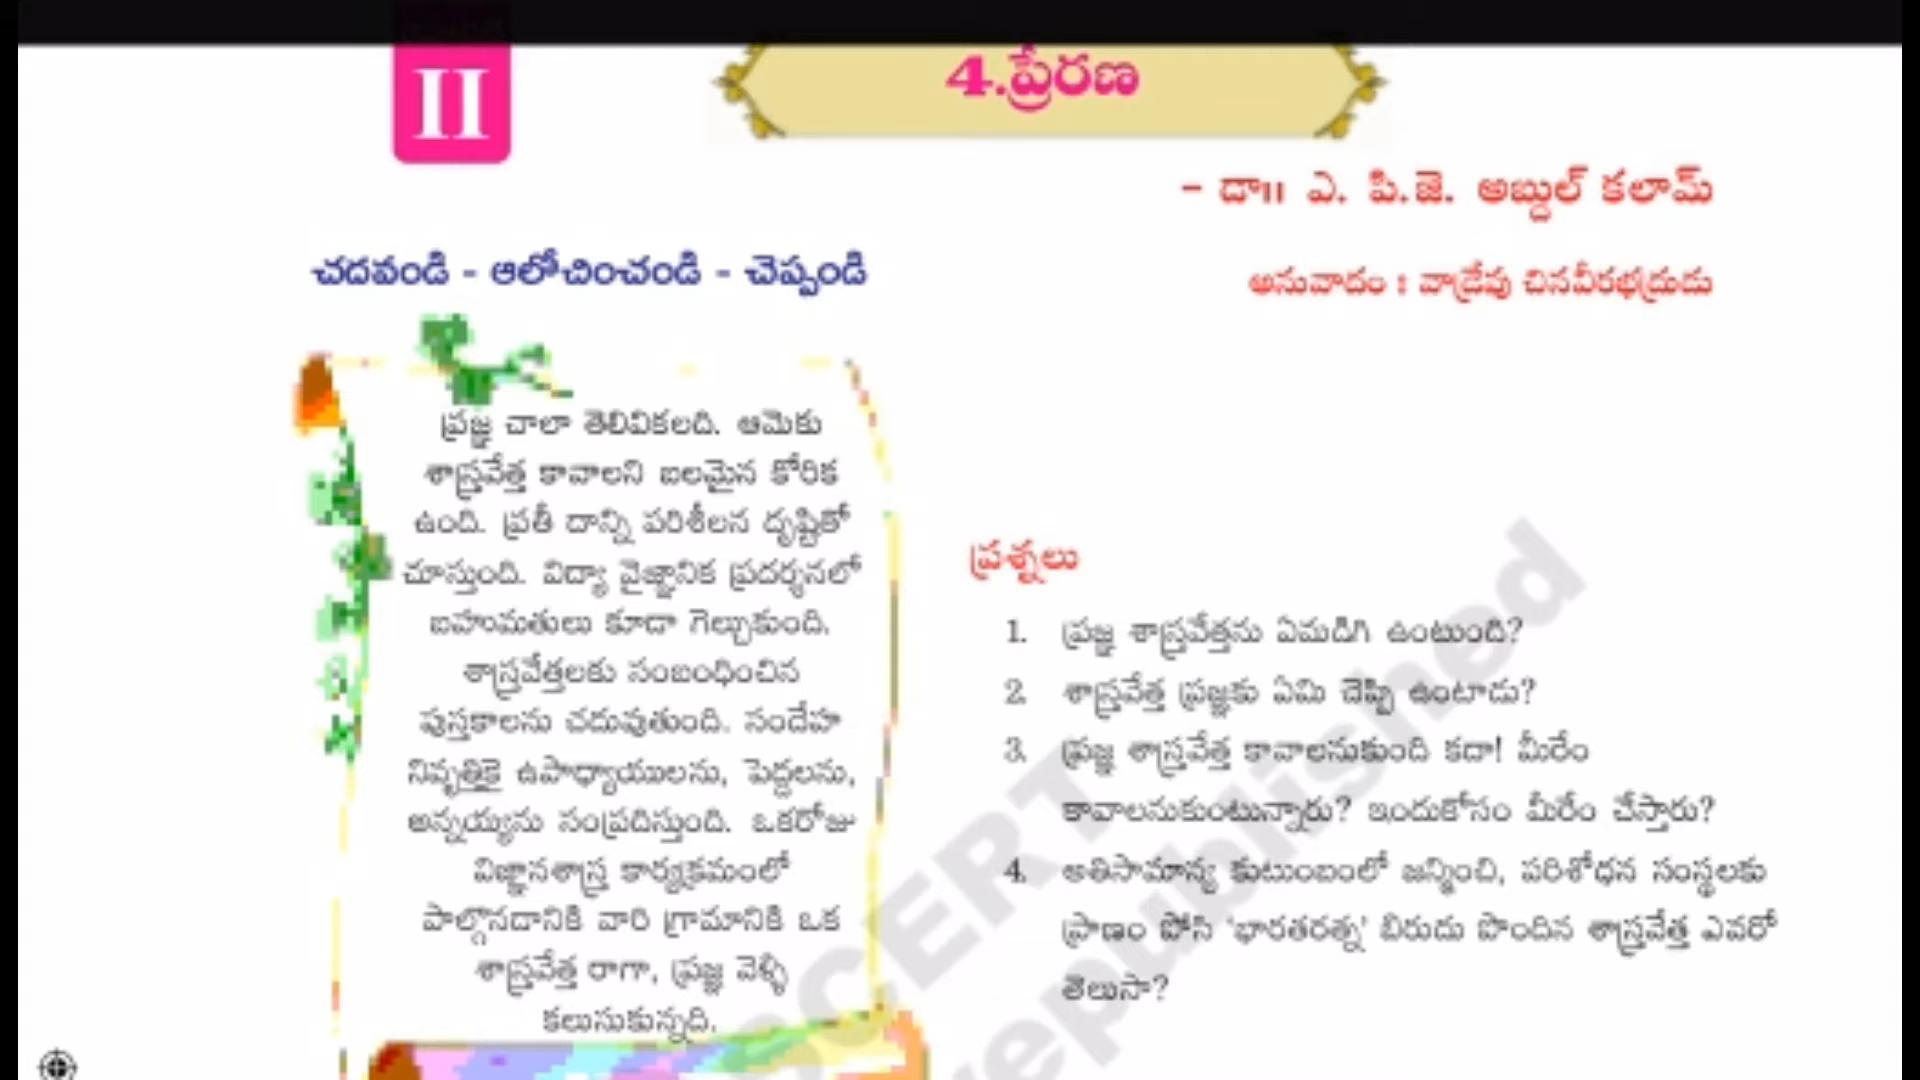 II
4.ప్రేరణ
- డా॥ ఎ. పి.జె. అబ్దుల్ కలామ్
అనువాదం : వాడ్రేవు చినవీరభద్రుడు
చదవండి - ఆలోచించండి - చెప్పండి
ప్రజ్ఞ చాలా తెలివికలది. ఆమెకు
శాస్త్రవేత్త కావాలని బలమైన కోరిక
ఉంది. ప్రతీ దాన్ని పరిశీలన దృష్టితో
చూస్తుంది. విద్యా వైజ్ఞానిక ప్రదర్శనలో
బహుమతులు కూడా గెల్చుకుంది.
శాస్త్రవేత్తలకు సంబంధించిన
పుస్తకాలను చదువుతుంది. సందేహ
నివృత్తికై ఉపాధ్యాయులను, పెద్దలను,
అన్నయ్యను సంప్రదిస్తుంది. ఒకరోజు
విజ్ఞానశాస్త్ర కార్యక్రమంలో
పాల్గొనడానికి వారి గ్రామానికి ఒక
శాస్త్రవేత్త రాగా, ప్రజ్ఞ వెళ్ళి
కలుసుకున్నది.
ప్రశ్నలు
1. ప్రజ్ఞ శాస్త్రవేత్తను ఏమడిగి ఉంటుంది?
2. శాస్త్రవేత్త ప్రజ్ఞకు ఏమి చెప్పి ఉంటాడు?
3. ప్రజ్ఞ శాస్త్రవేత్త కావాలనుకుంది కదా! మీరేం
కావాలనుకుంటున్నారు? ఇందుకోసం మీరేం చేస్తారు?
4. అతిసామాన్య కుటుంబంలో జన్మించి, పరిశోధన సంస్థలకు
ప్రాణం పోసి 'భారతరత్న' బిరుదు పొందిన శాస్త్రవేత్త ఎవరో
తెలుసా?
SCERT
republished